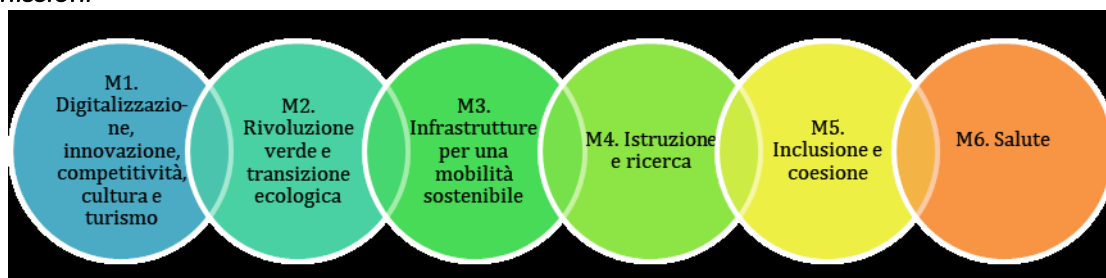 M1.
Digitalizzazio-
ne,
innovazione,
competitività,
cultura e
turismo
M2.
Rivoluzione
verde e
transizione
ecologica
M3.
Infrastrutture
per una
mobilità
sostenibile
M4. Istruzione
e ricerca
M5.
Inclusione e
coesione
M6. Salute